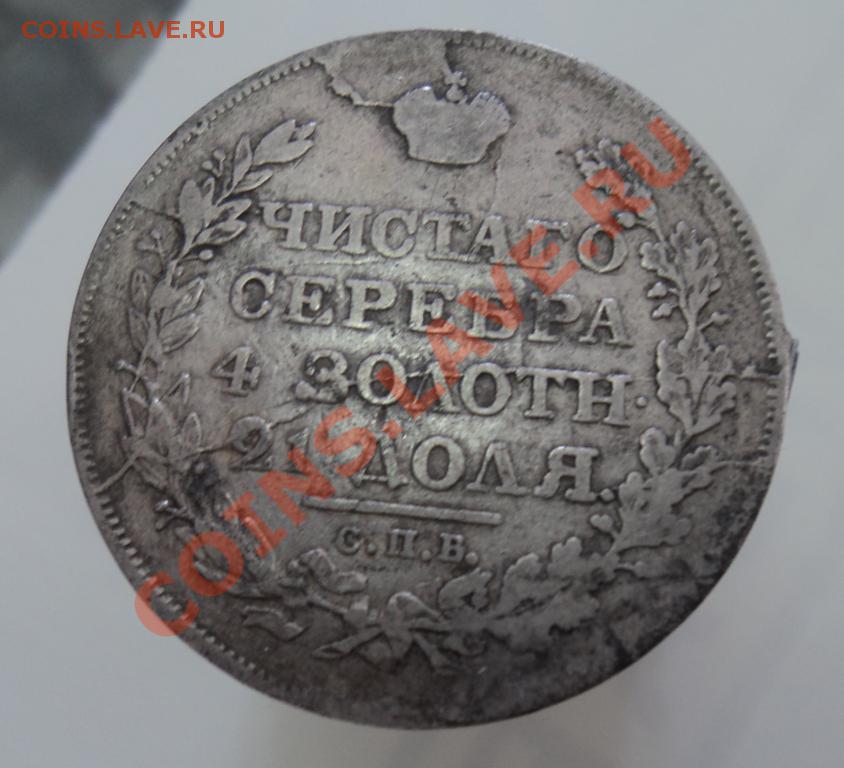 COINS.LAVE.RU
ЧИСТАГО
СЕРЕБРА
4 ЗОЛОТН.
21 ДОЛЯ.
С.П.Б.
COINS.LAVE.RU